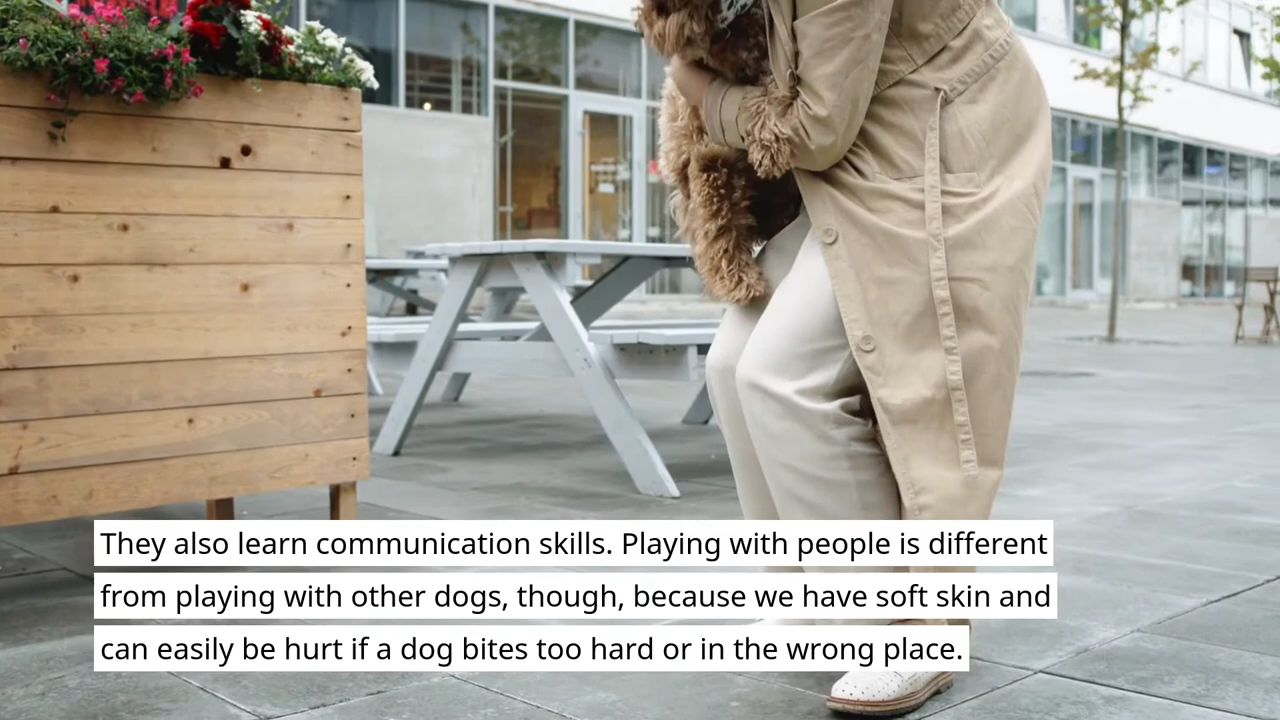 They also learn communication skills. Playing with people is different
from playing with other dogs, though, because we have soft skin and
can easily be hurt if a dog bites too hard or in the wrong place.